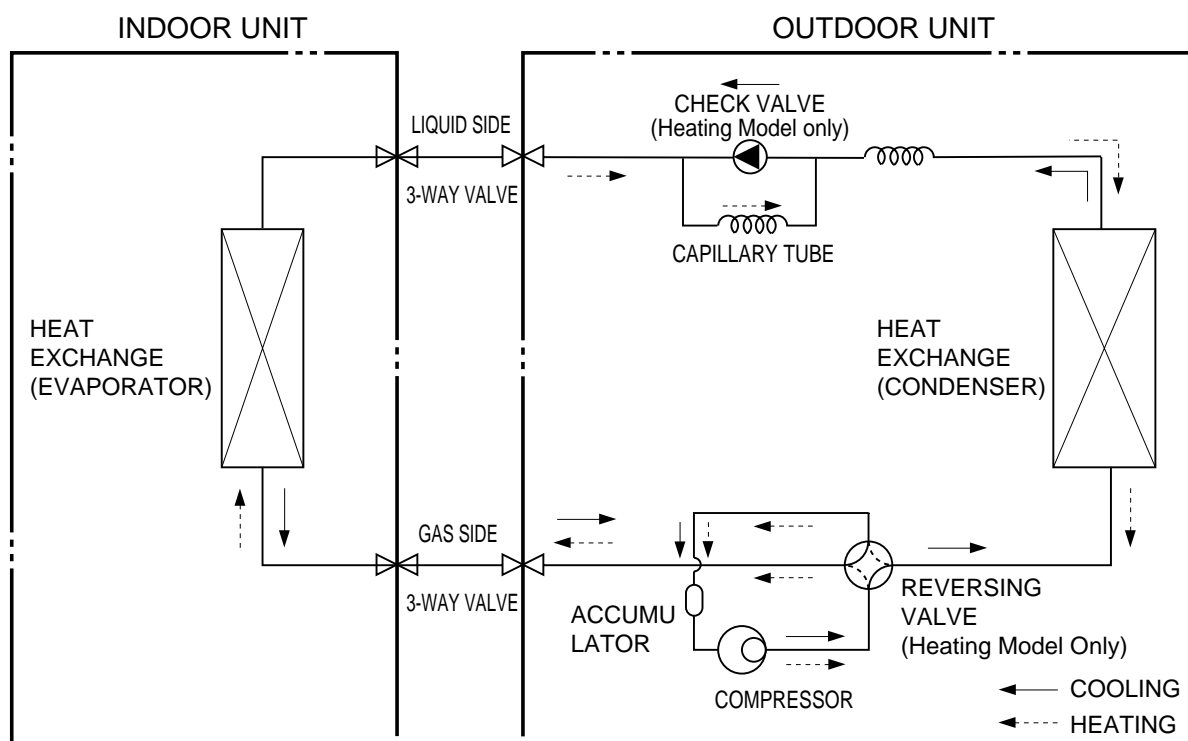 INDOOR UNIT
OUTDOOR UNIT
LIQUID SIDE
3-WAY VALVE
CHECK VALVE
(Heating Model only)
CAPILLARY TUBE
HEAT
EXCHANGE
(EVAPORATOR)
HEAT
EXCHANGE
(CONDENSER)
GAS SIDE
3-WAY VALVE
ACCUMU
LATOR
COMPRESSOR
REVERSING
VALVE
(Heating Model Only)
COOLING
HEATING